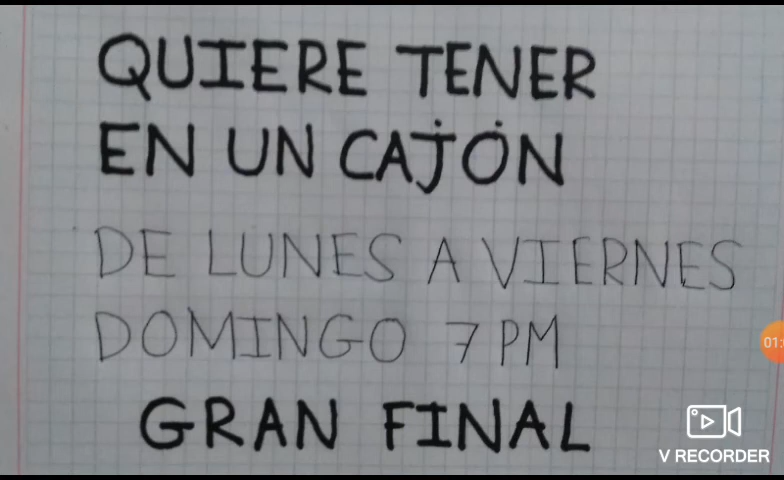 QUIERE TENER
EN UN CAJÓN
DE LUNES A VIERNES
DOMINGO 7 PM
GRAN FINAL
V RECORDER